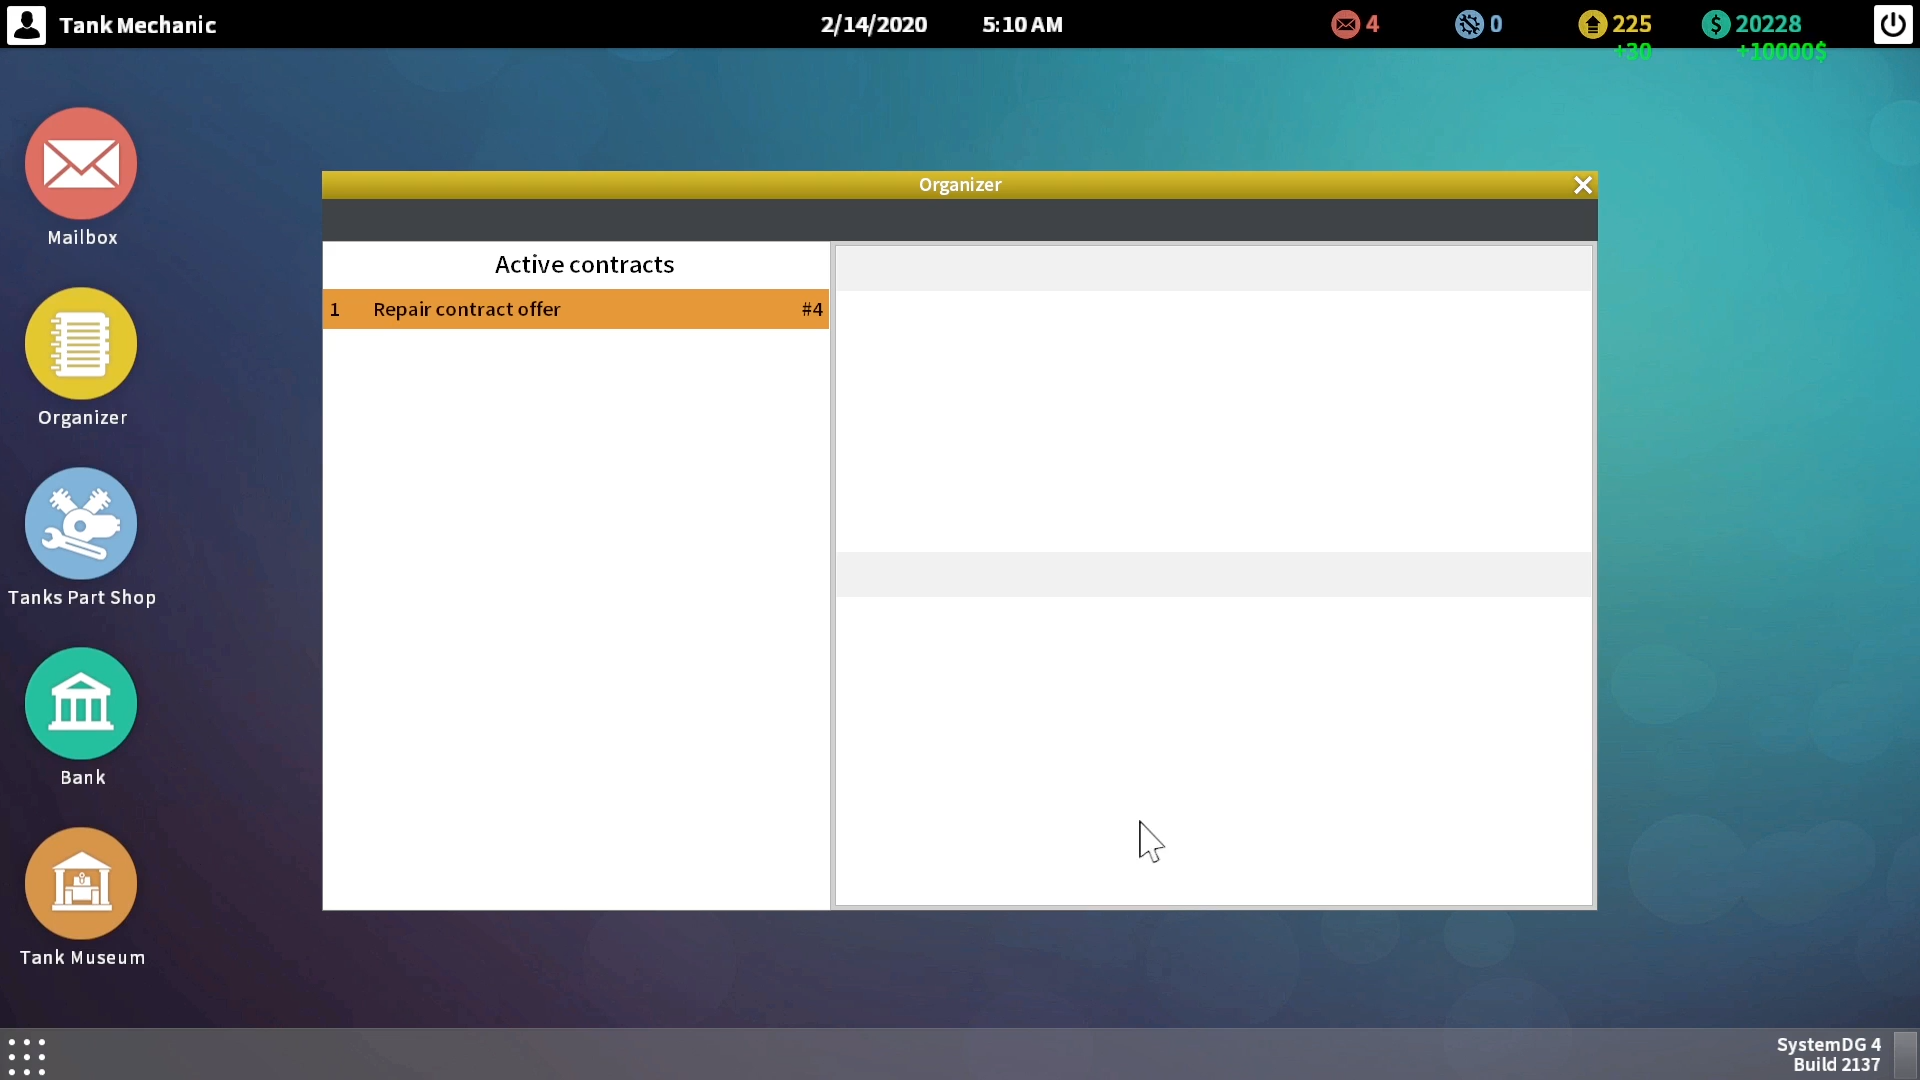 Tank Mechanic
2/14/2020
5:10 AM
4
0
225
20228
+30
+10000$
Mailbox
Organizer
Tanks Part Shop
Bank
Tank Museum
Organizer
Active contracts
1 Repair contract offer #4
SystemDG 4
Build 2137